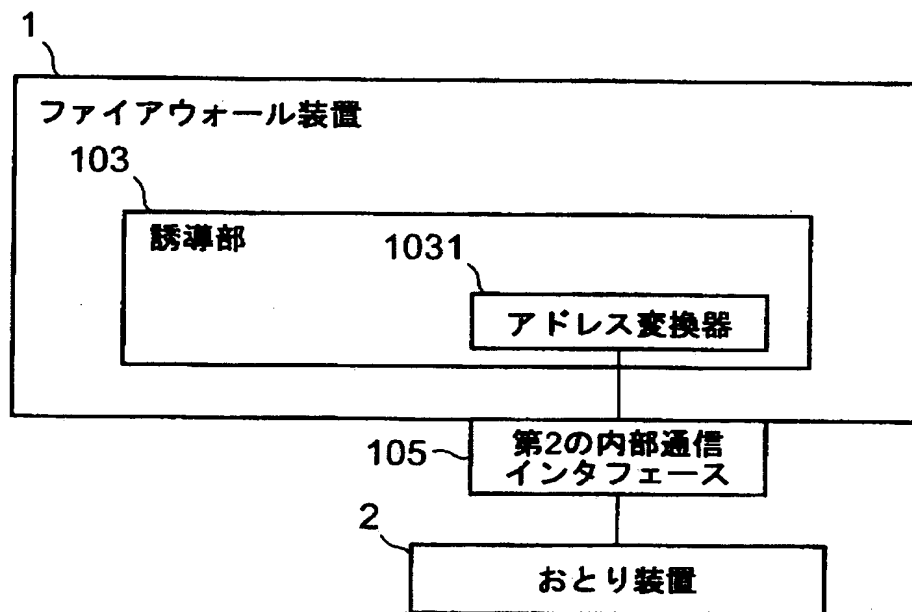 1
ファイアウォール装置
103
誘導部
1031
アドレス変換器
105
第2の内部通信
インタフェース
2
おとり装置